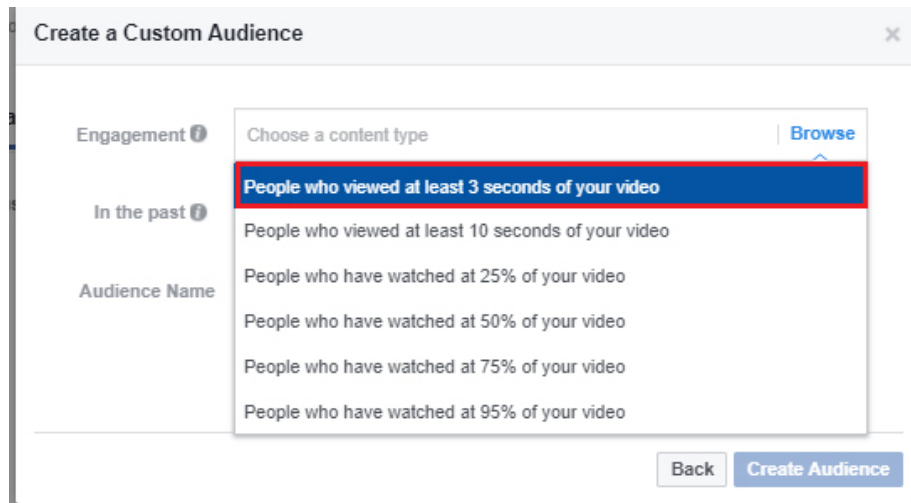 Create a Custom Audience
Engagement
Choose a content type
Browse
People who viewed at least 3 seconds of your video
In the past
People who viewed at least 10 seconds of your video
People who have watched at 25% of your video
Audience Name
People who have watched at 50% of your video
People who have watched at 75% of your video
People who have watched at 95% of your video
Back
Create Audience